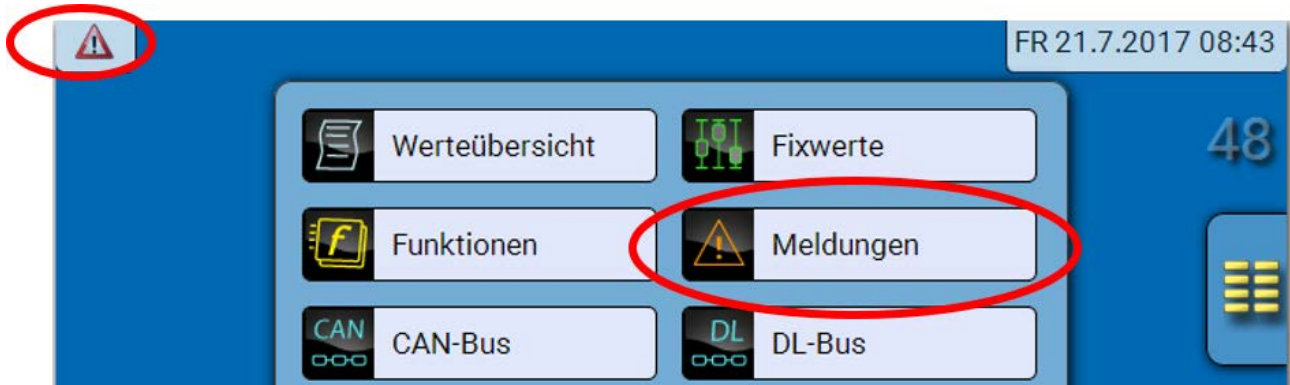 FR 21.7.2017 08:43
48
Werteübersicht
Fixwerte
f Funktionen
Meldungen
CAN CAN-Bus
DL DL-Bus